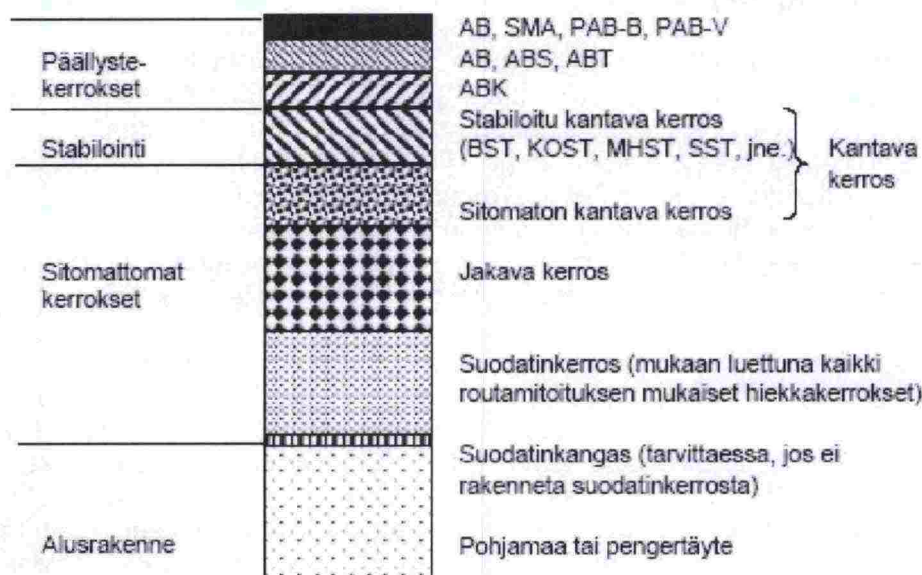 Päällyste-
kerrokset
AB, SMA, PAB-B, PAB-V
AB, ABS, ABT
ABK
Stabilointi
Stabiloitu kantava kerros
(BST, KOST, MHST, SST, jne.)
Kantava
kerros
Sitomattomat
kerrokset
Sitomaton kantava kerros
Jakava kerros
Suodatinkerros (mukaan luettuna kaikki
routamitoituksen mukaiset hiekkakerrokset)
Suodatinkangas (tarvittaessa, jos ei
rakenneta suodatinkerrosta)
Alusrakenne
Pohjamaa tai pengertäyte